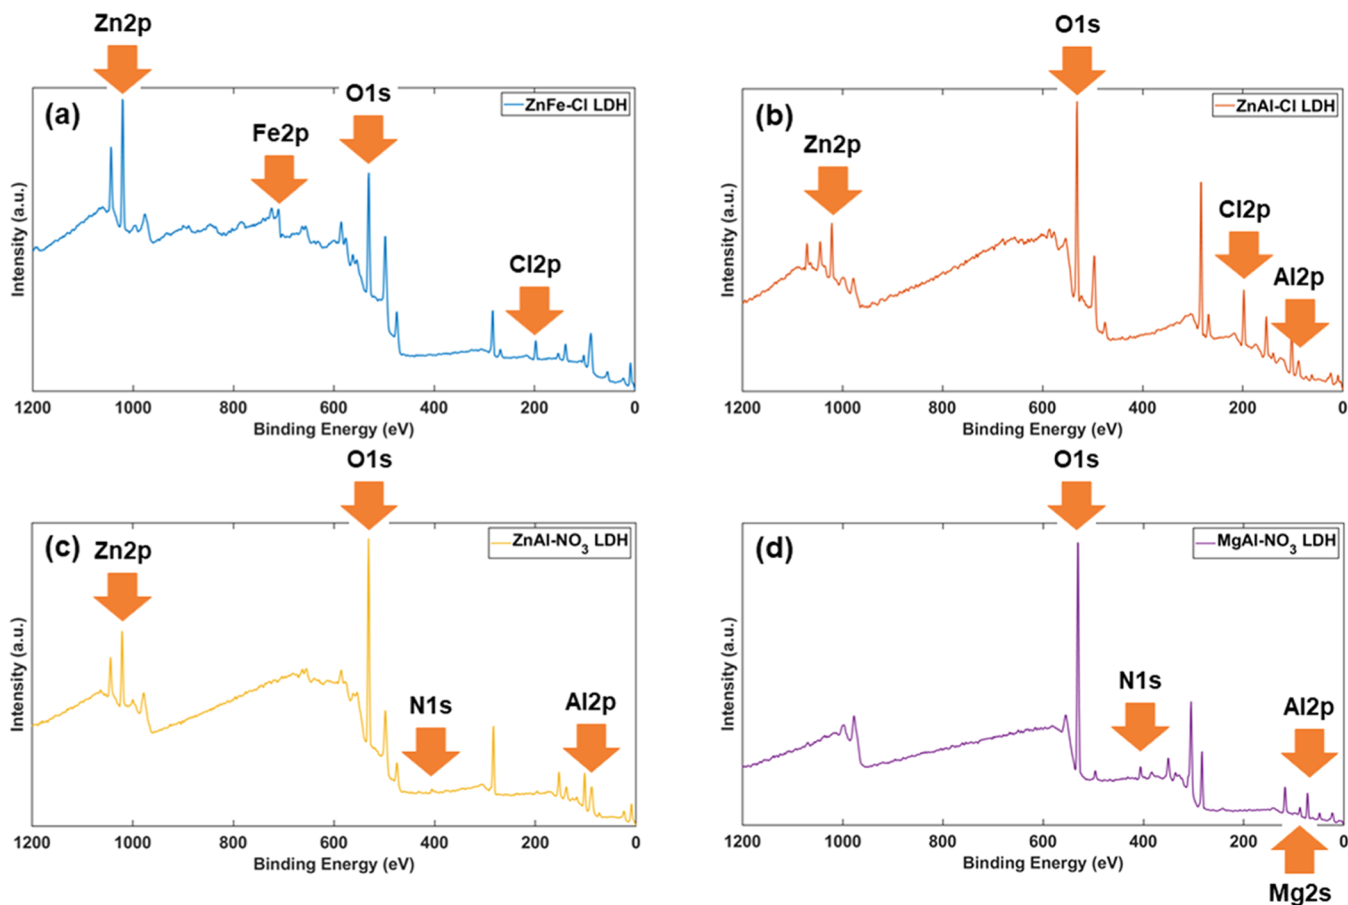 Zn2p
O1s
Fe2p
Cl2p
(a)
ZnFe-Cl LDH
Intensity (a.u.)
1200 1000 800 600 400 200 0
Binding Energy (eV)
O1s
Zn2p
Cl2p
Al2p
(b)
ZnAl-Cl LDH
Intensity (a.u.)
1200 1000 800 600 400 200 0
Binding Energy (eV)
O1s
Zn2p
N1s
Al2p
(c)
ZnAl-NO3 LDH
Intensity (a.u.)
1200 1000 800 600 400 200 0
Binding Energy (eV)
O1s
N1s
Al2p
(d)
MgAl-NO3 LDH
Intensity (a.u.)
1200 1000 800 600 400 200 0
Binding Energy (eV)
Mg2s